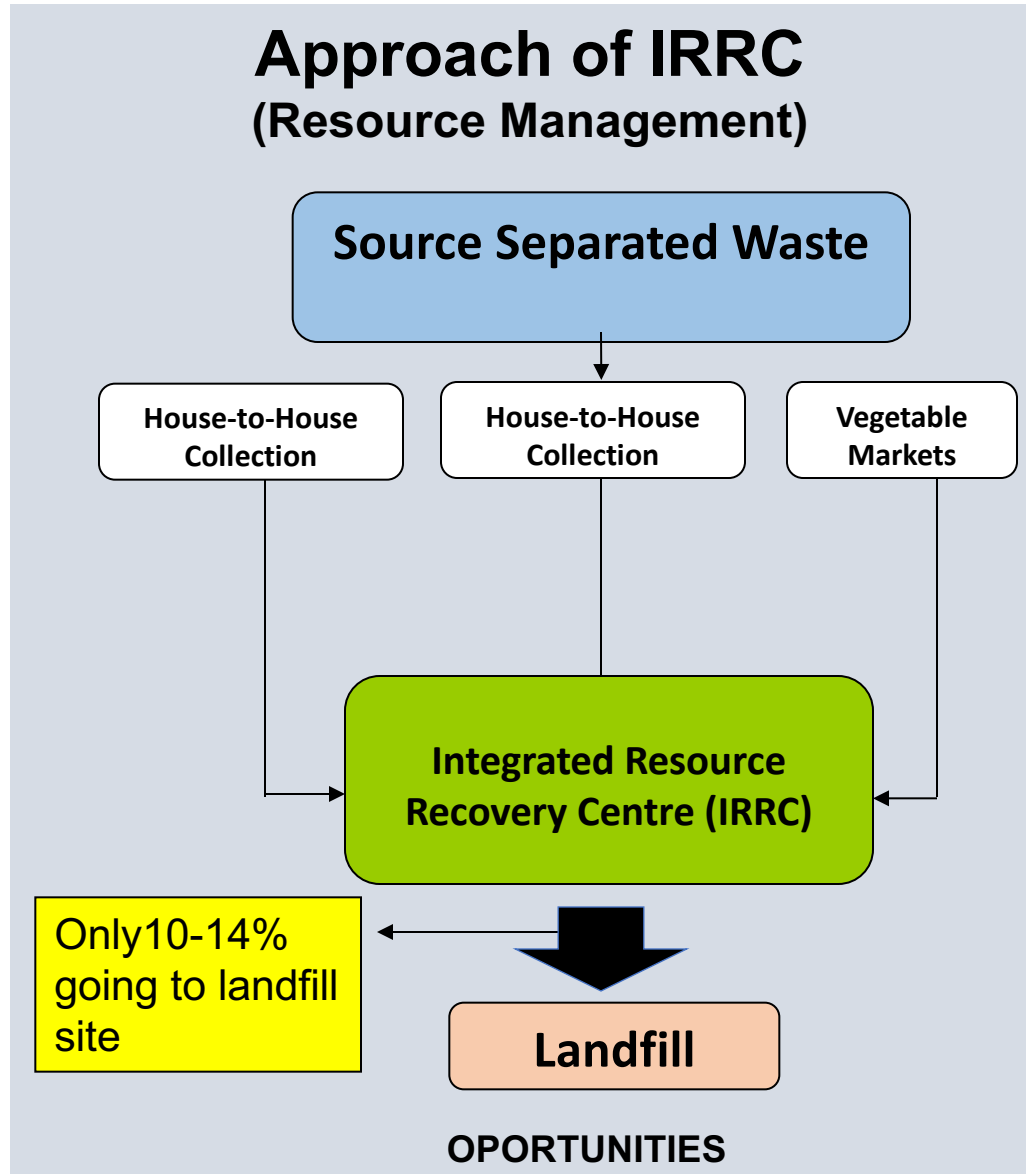 Approach of IRRC
(Resource Management)
Source Separated Waste
House-to-House
Collection
House-to-House
Collection
Vegetable
Markets
Integrated Resource
Recovery Centre (IRRC)
Only10-14%
going to landfill
site
Landfill
OPORTUNITIES